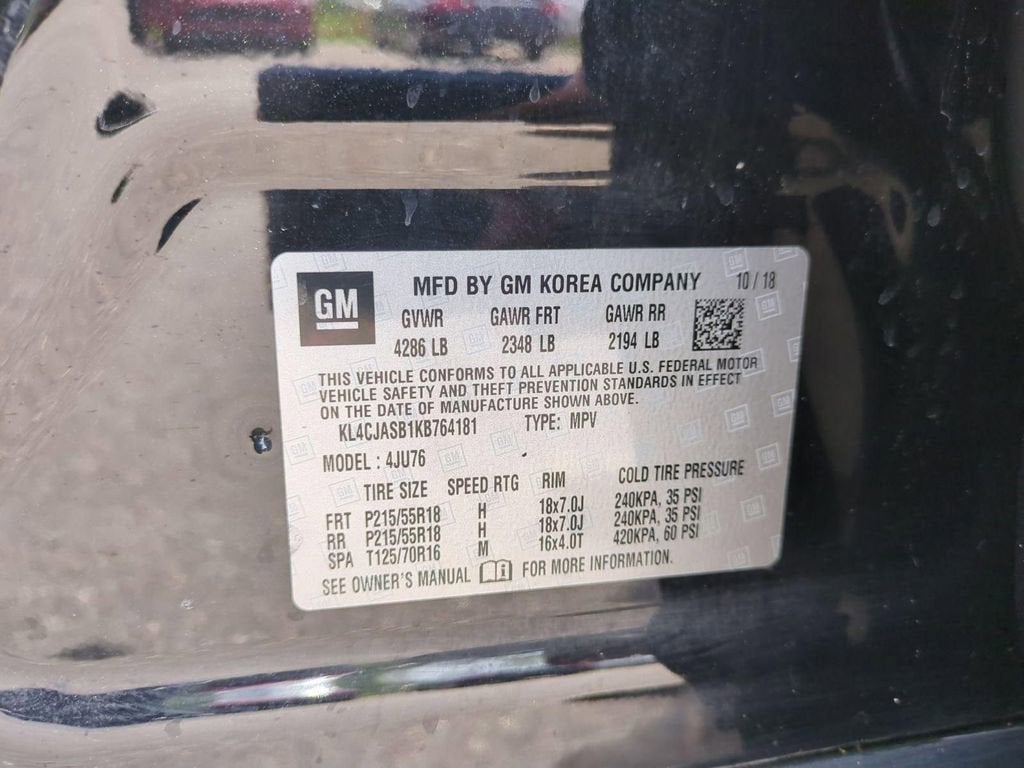 GM
MFD BY GM KOREA COMPANY 10 / 18
GVWR GAWR FRT GAWR RR
4286 LB 2348 LB 2194 LB
THIS VEHICLE CONFORMS TO ALL APPLICABLE U.S. FEDERAL MOTOR
VEHICLE SAFETY AND THEFT PREVENTION STANDARDS IN EFFECT
ON THE DATE OF MANUFACTURE SHOWN ABOVE.
KL4CJASB1KB764181 TYPE: MPV
MODEL : 4JU76
TIRE SIZE SPEED RTG RIM COLD TIRE PRESSURE
FRT P215/55R18 H 18x7.0J 240KPA, 35 PSI
RR P215/55R18 H 18x7.0J 240KPA, 35 PSI
SPA T125/70R16 M 16x4.0T 420KPA, 60 PSI
SEE OWNER'S MANUAL FOR MORE INFORMATION.